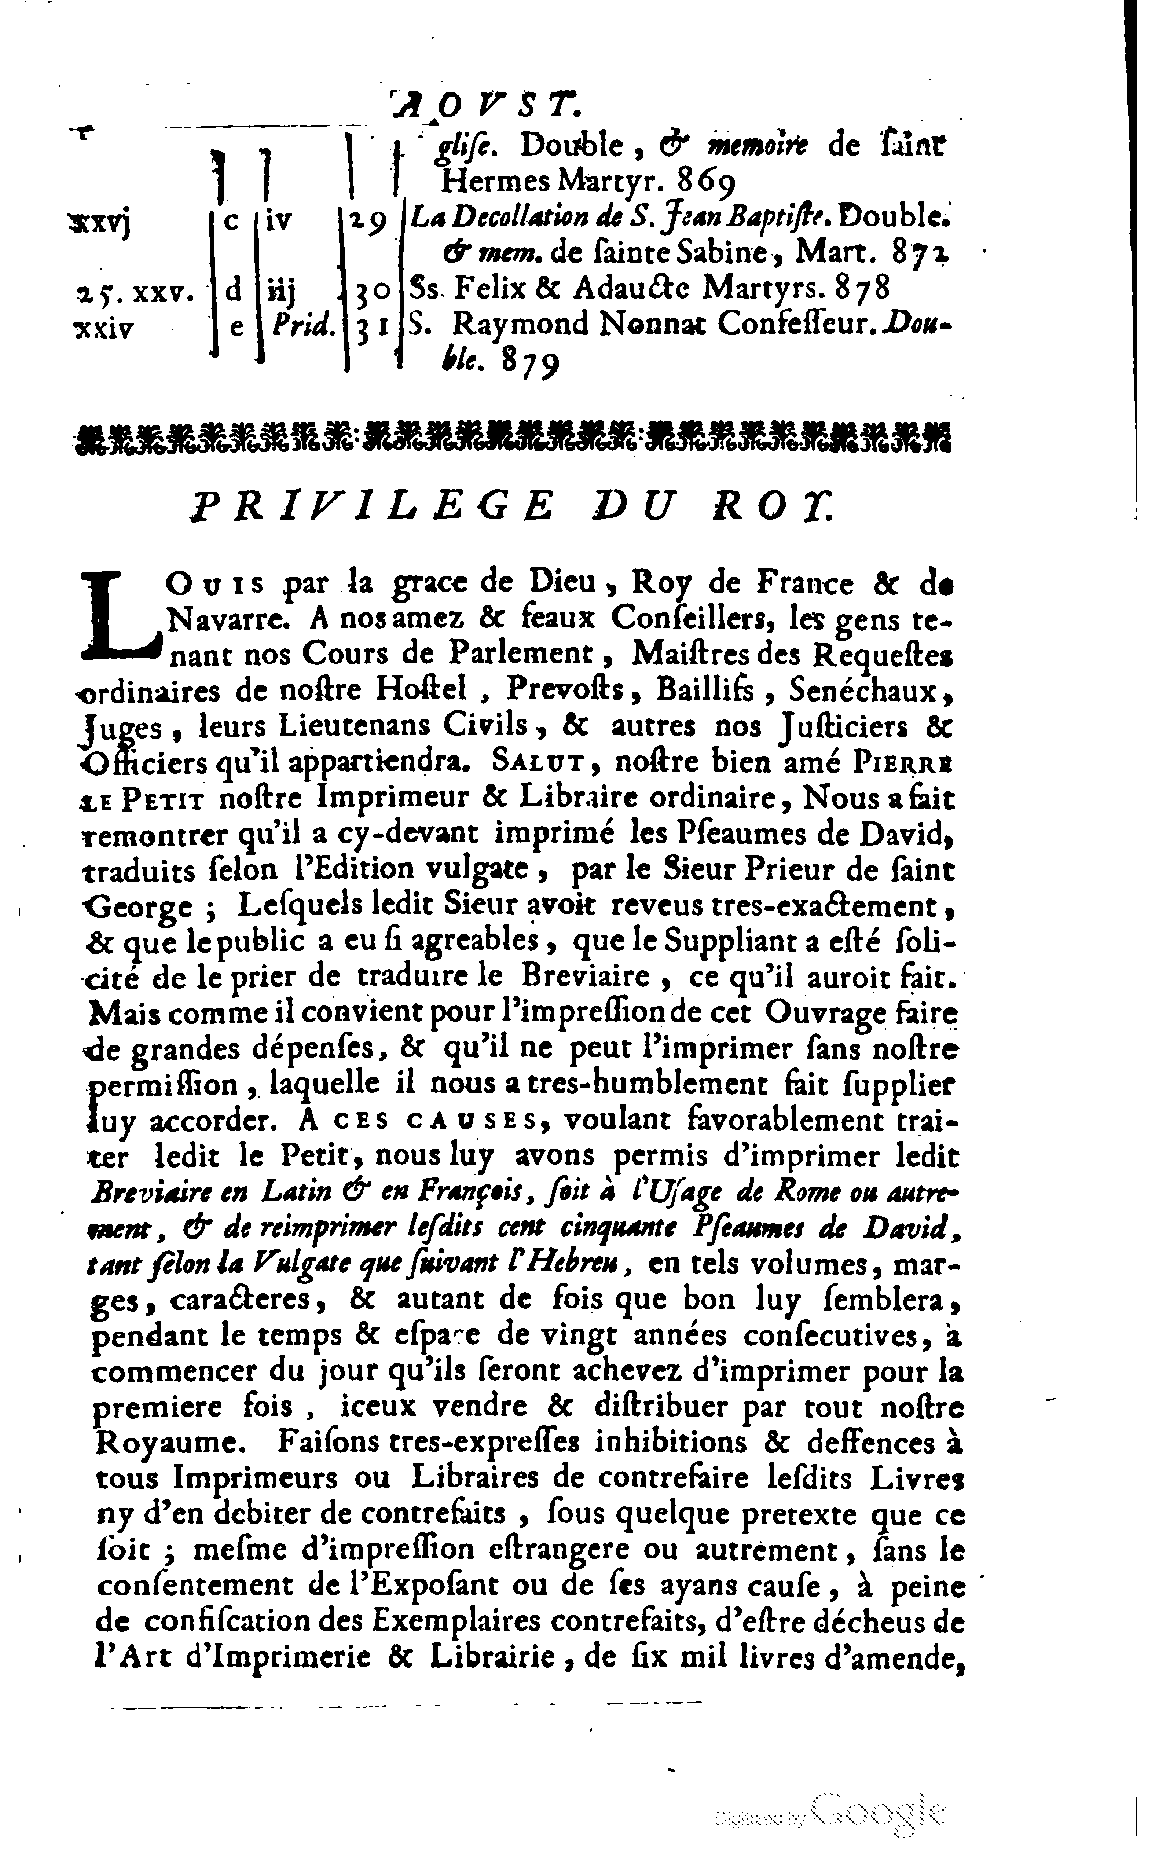 AOVST.
gliſe. Double, & memoire de ſaint
Hermes Martyr. 869
xxvj c iv 29 La Decollation de S. Jean Baptiſte. Double.
& mem. de ſainte Sabine, Mart. 872
25. xxv. d iij 30 Ss. Felix & Adaucte Martyrs. 878
xxiv e Prid. 31 S. Raymond Nonnat Confeſſeur. Dou-
ble. 879
PRIVILEGE DU ROY.
LOUIS par la grace de Dieu, Roy de France & de
Navarre. A nos amez & feaux Conſeillers, les gens te-
nant nos Cours de Parlement, Maiſtres des Requeſtes
ordinaires de noſtre Hoſtel, Prevoſts, Baillifs, Senéchaux,
Juges, leurs Lieutenans Civils, & autres nos Juſticiers &
Officiers qu'il appartiendra. SALUT, noſtre bien amé PIERRE
LE PETIT noſtre Imprimeur & Libraire ordinaire, Nous a fait
remontrer qu'il a cy-devant imprimé les Pſeaumes de David,
traduits ſelon l'Edition vulgate, par le Sieur Prieur de ſaint
George ; Leſquels ledit Sieur avoit reveus tres-exactement,
& que le public a eu ſi agreables, que le Suppliant a eſté ſoli-
cité de le prier de traduire le Breviaire, ce qu'il auroit fait.
Mais comme il convient pour l'impreſſion de cet Ouvrage faire
de grandes dépenſes, & qu'il ne peut l'imprimer ſans noſtre
permiſſion, laquelle il nous a tres-humblement fait ſupplier
luy accorder. A CES CAUSES, voulant favorablement trai-
ter ledit le Petit, nous luy avons permis d'imprimer ledit
Breviaire en Latin & en François, ſoit à l'Uſage de Rome ou autre-
ment, & de reimprimer leſdits cent cinquante Pſeaumes de David,
tant ſelon la Vulgate que ſuivant l'Hebreu, en tels volumes, mar-
ges, caracteres, & autant de fois que bon luy ſemblera,
pendant le temps & eſpace de vingt années conſecutives, à
commencer du jour qu'ils ſeront achevez d'imprimer pour la
premiere fois, iceux vendre & diſtribuer par tout noſtre
Royaume. Faiſons tres-expreſſes inhibitions & deffences à
tous Imprimeurs ou Libraires de contrefaire leſdits Livres
ny d'en debiter de contrefaits, ſous quelque pretexte que ce
ſoit ; meſme d'impreſſion eſtrangere ou autrement, ſans le
conſentement de l'Expoſant ou de ſes ayans cauſe, à peine
de confiſcation des Exemplaires contrefaits, d'eſtre décheus de
l'Art d'Imprimerie & Librairie, de ſix mil livres d'amende,
Digitized by Google